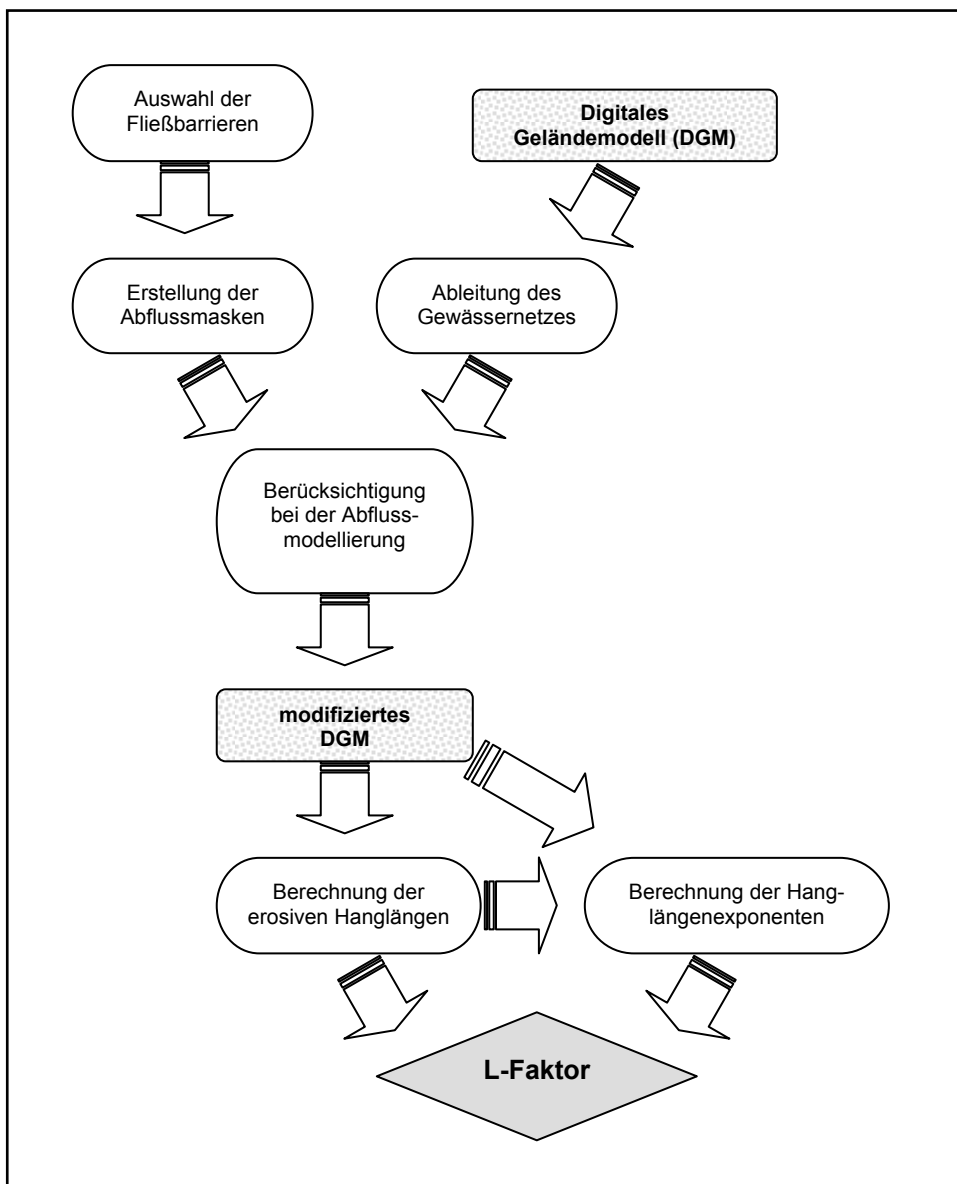 Auswahl der
Fließbarrieren
Digitales
Geländemodell (DGM)
Erstellung der
Abflussmasken
Ableitung des
Gewässernetzes
Berücksichtigung
bei der Abfluss-
modellierung
modifiziertes
DGM
Berechnung der
erosiven Hanglängen
Berechnung der Hang-
längenexponenten
L-Faktor